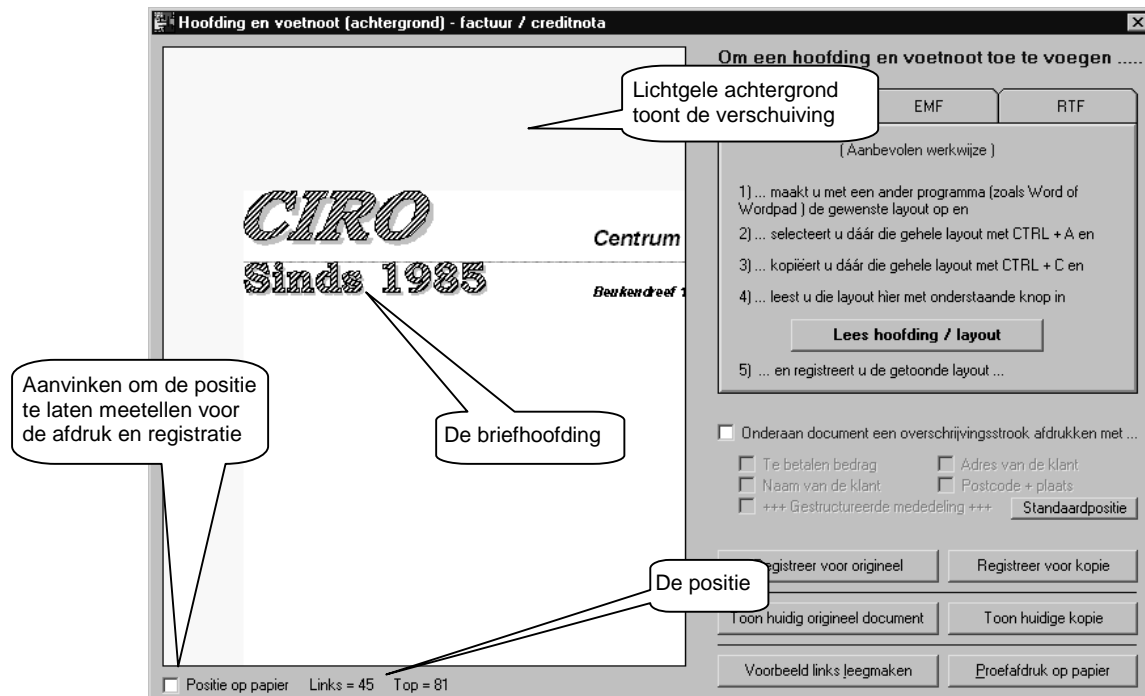 Hoofding en voetnoot (achtergrond) - factuur / creditnota
Om een hoofding en voetnoot toe te voegen .....
Lichtgele achtergrond
toont de verschuiving
EMF
RTF
( Aanbevolen werkwijze )
1) ... maakt u met een ander programma (zoals Word of
Wordpad ) de gewenste layout op en
2) ... selecteert u dáár die gehele layout met CTRL + A en
3) ... kopiëert u dáár die gehele layout met CTRL + C en
4) ... leest u die layout hier met onderstaande knop in
Lees hoofding / layout
5) ... en registreert u de getoonde layout ...
CIRO
Centrum
Sinds 1985
Beukendreef 1
Aanvinken om de positie
te laten meetellen voor
de afdruk en registratie
De briefhoofding
Onderaan document een overschrijvingsstrook afdrukken met ...
Te betalen bedrag
Adres van de klant
Naam van de klant
Postcode + plaats
+++ Gestructureerde mededeling +++
Standaardpositie
De positie
Registreer voor origineel
Registreer voor kopie
Toon huidig origineel document
Toon huidige kopie
Voorbeeld links leegmaken
Proefafdruk op papier
Positie op papier Links = 45 Top = 81